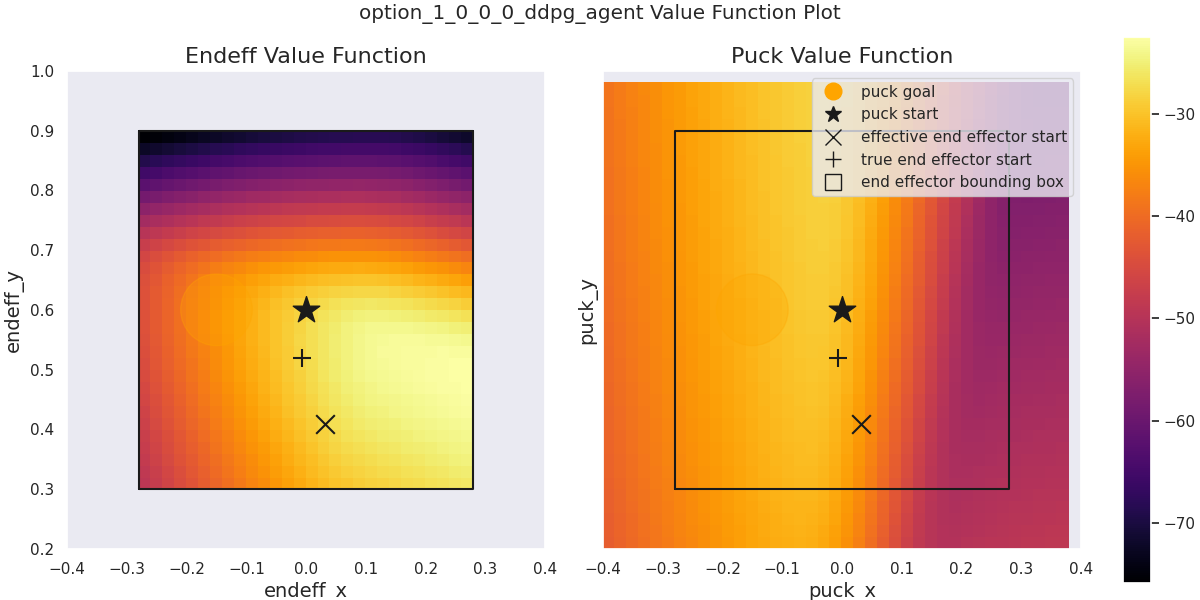 option_1_0_0_0_ddpg_agent Value Function Plot
Endeff Value Function
1.0
0.9
0.8
0.7
0.6
0.5
0.4
0.3
0.2
endeff_y
−0.4 −0.3 −0.2 −0.1 0.0 0.1 0.2 0.3 0.4
endeff_x
Puck Value Function
puck goal
puck start
effective end effector start
true end effector start
end effector bounding box
puck_y
−0.4 −0.3 −0.2 −0.1 0.0 0.1 0.2 0.3 0.4
puck_x
−30
−40
−50
−60
−70